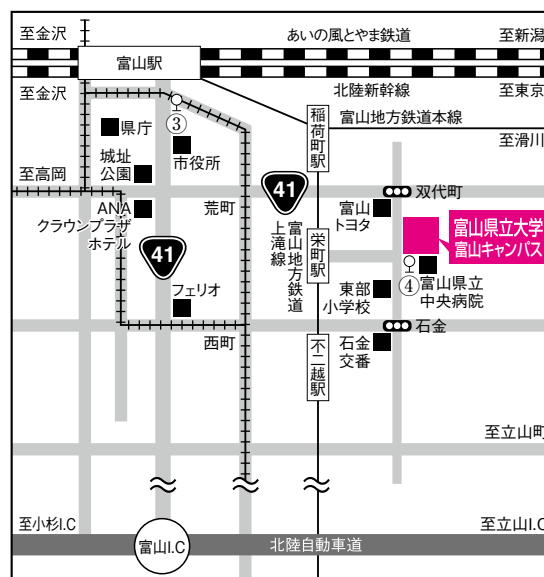 至金沢
あいの風とやま鉄道
至新潟
富山駅
至金沢
北陸新幹線
至東京
③
稲荷町駅
富山地方鉄道本線
県庁
至滑川
市役所
城址
公園
至高岡
41
双代町
ANA
クラウンプラザ
ホテル
荒町
富山地方鉄道
上滝線
栄町駅
富山
トヨタ
富山県立大学
富山キャンパス
41
④
富山県立
中央病院
フェリオ
東部
小学校
石金
西町
不二越駅
石金
交番
至立山町
至小杉I.C
至立山I.C
富山I.C
北陸自動車道